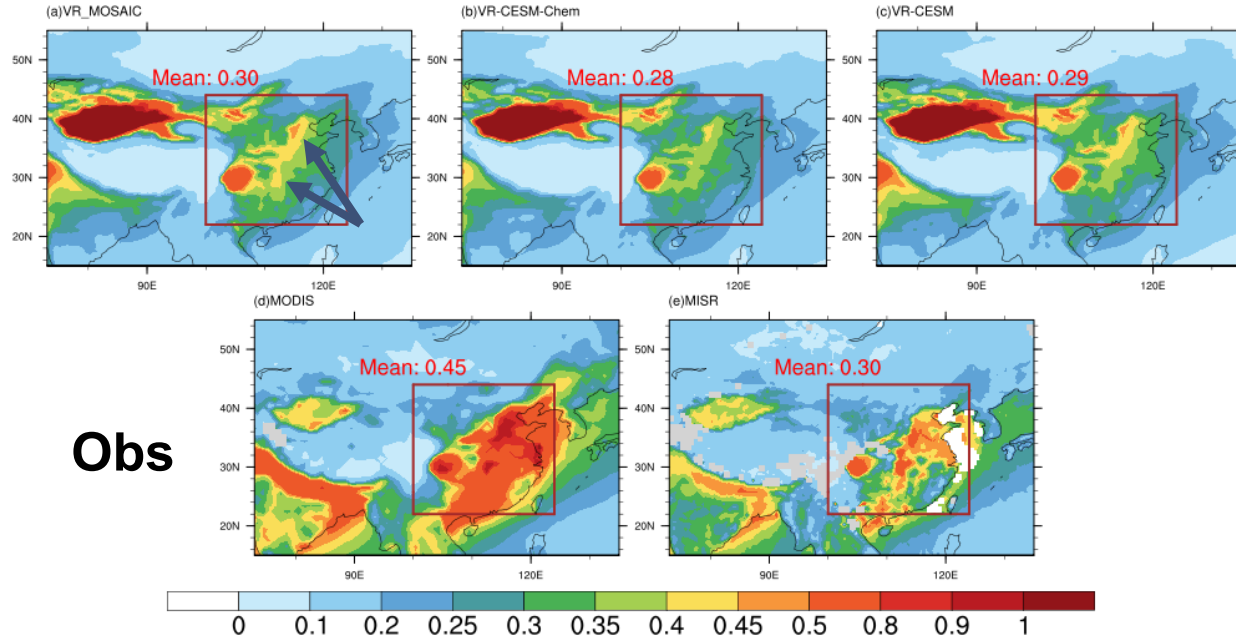 (a)VR_MOSAIC
(b)VR-CESM-Chem
(c)VR-CESM
50N
40N
30N
20N
Mean: 0.30
90E
120E
50N
40N
30N
20N
Mean: 0.28
90E
120E
50N
40N
30N
20N
Mean: 0.29
90E
120E
Obs
(d)MODIS
(e)MISR
50N
40N
30N
20N
Mean: 0.45
90E
120E
50N
40N
30N
20N
Mean: 0.30
90E
120E
0 0.1 0.2 0.25 0.3 0.35 0.4 0.45 0.5 0.8 0.9 1